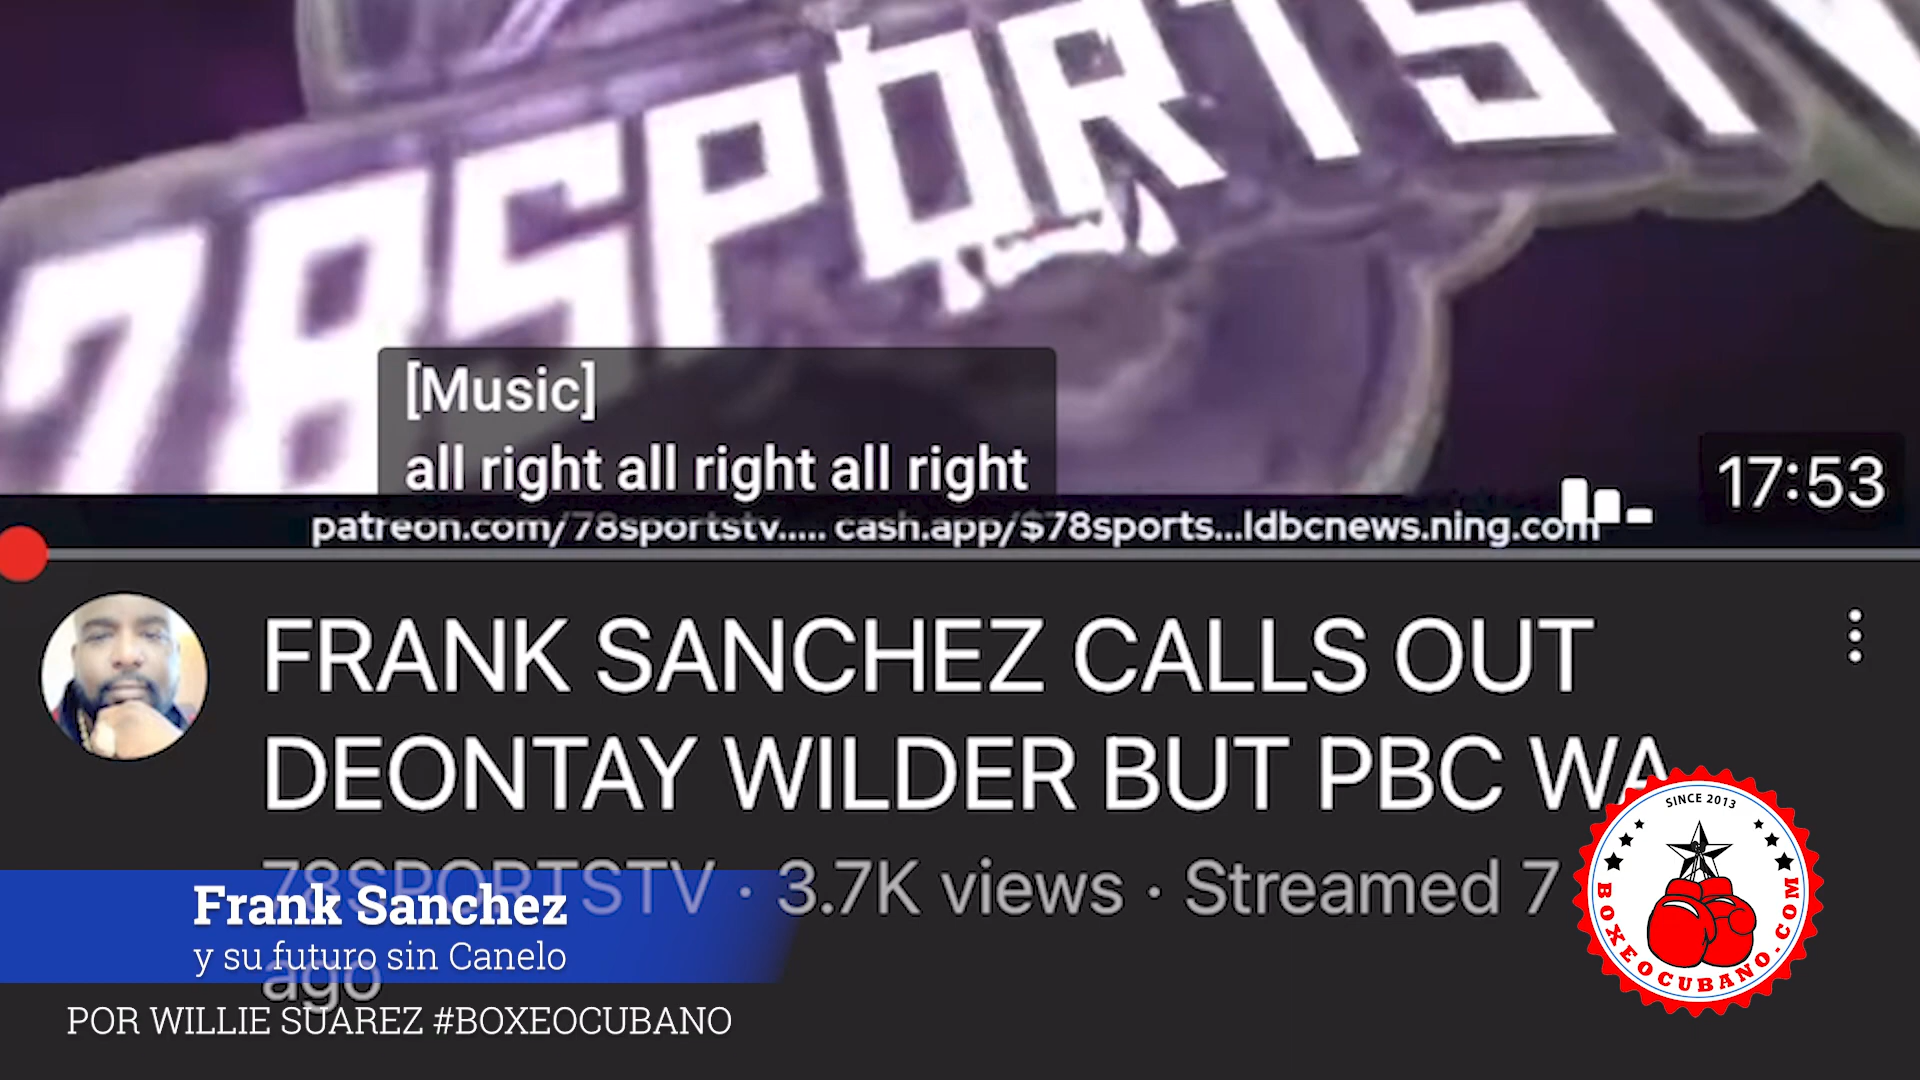 78SPORTSTV
[Music]
all right all right all right
17:53
patreon.com/78sportstv..... cash.app/$78sports...ldbcnews.ning.com
FRANK SANCHEZ CALLS OUT
DEONTAY WILDER BUT PBC WA
78SPORTSTV · 3.7K views · Streamed 7
ago
Frank Sanchez
y su futuro sin Canelo
POR WILLIE SUAREZ #BOXEOCUBANO
SINCE 2013
BOXEOCUBANO.COM